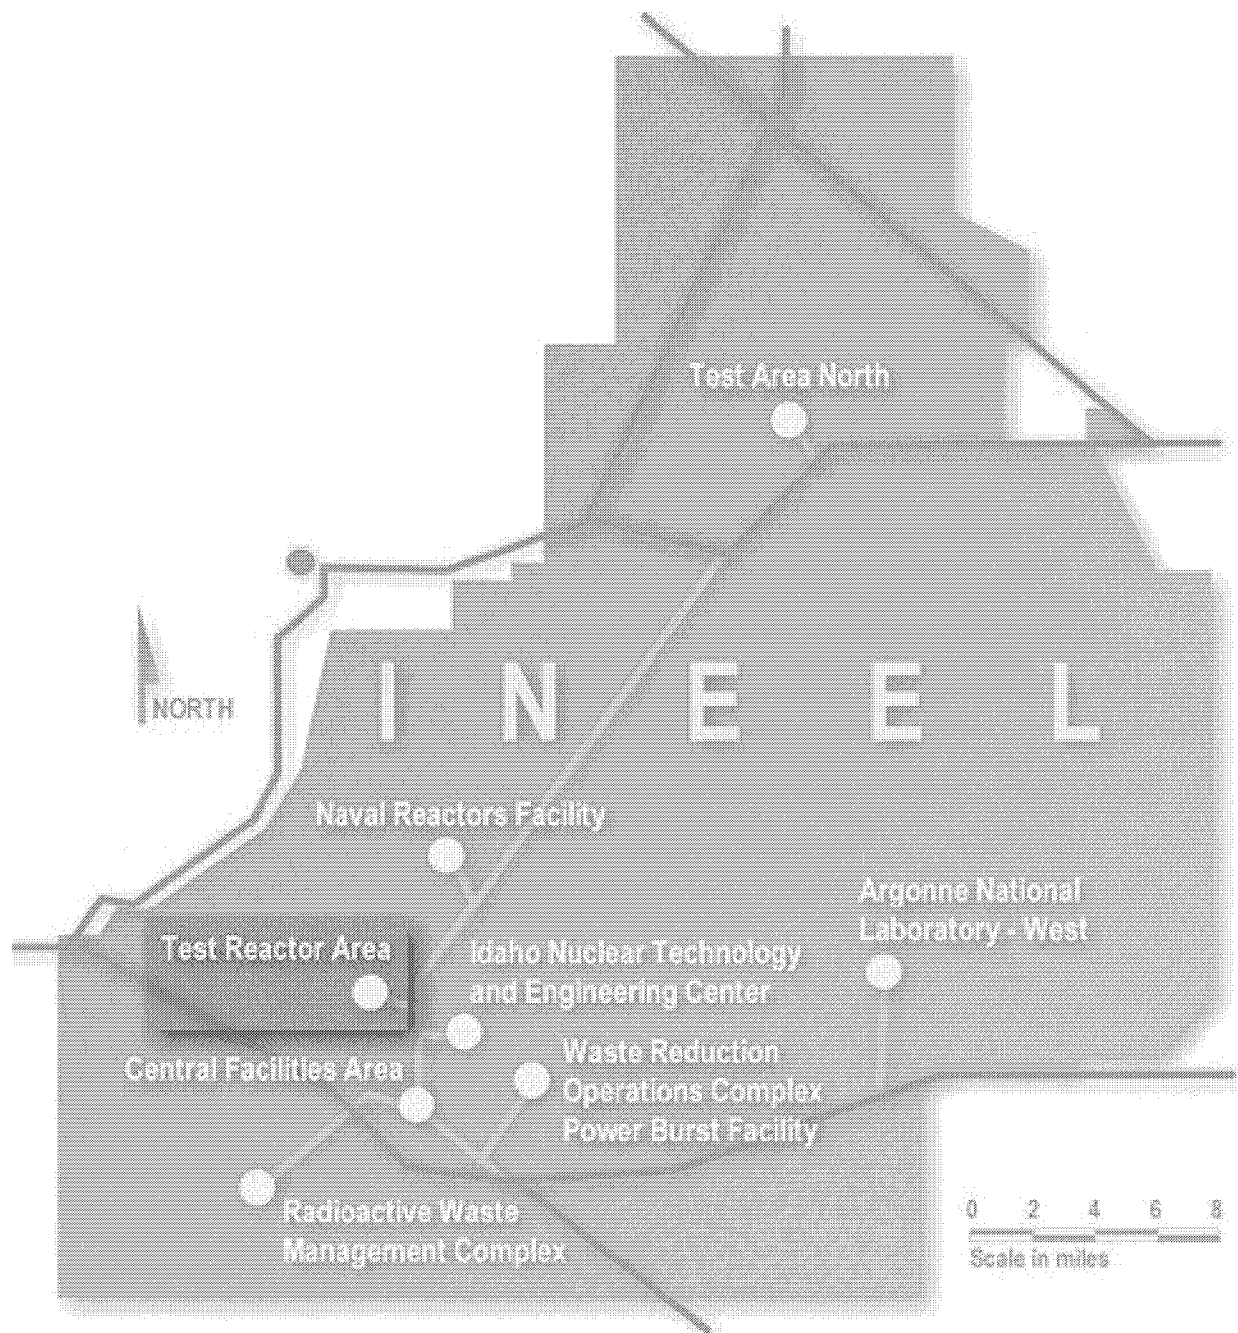 Test Area North
NORTH
I N E E L
Naval Reactors Facility
Argonne National
Laboratory - West
Test Reactor Area
Idaho Nuclear Technology
and Engineering Center
Central Facilities Area
Waste Reduction
Operations Complex
Power Burst Facility
Radioactive Waste
Management Complex
0 2 4 6 8
Scale in miles